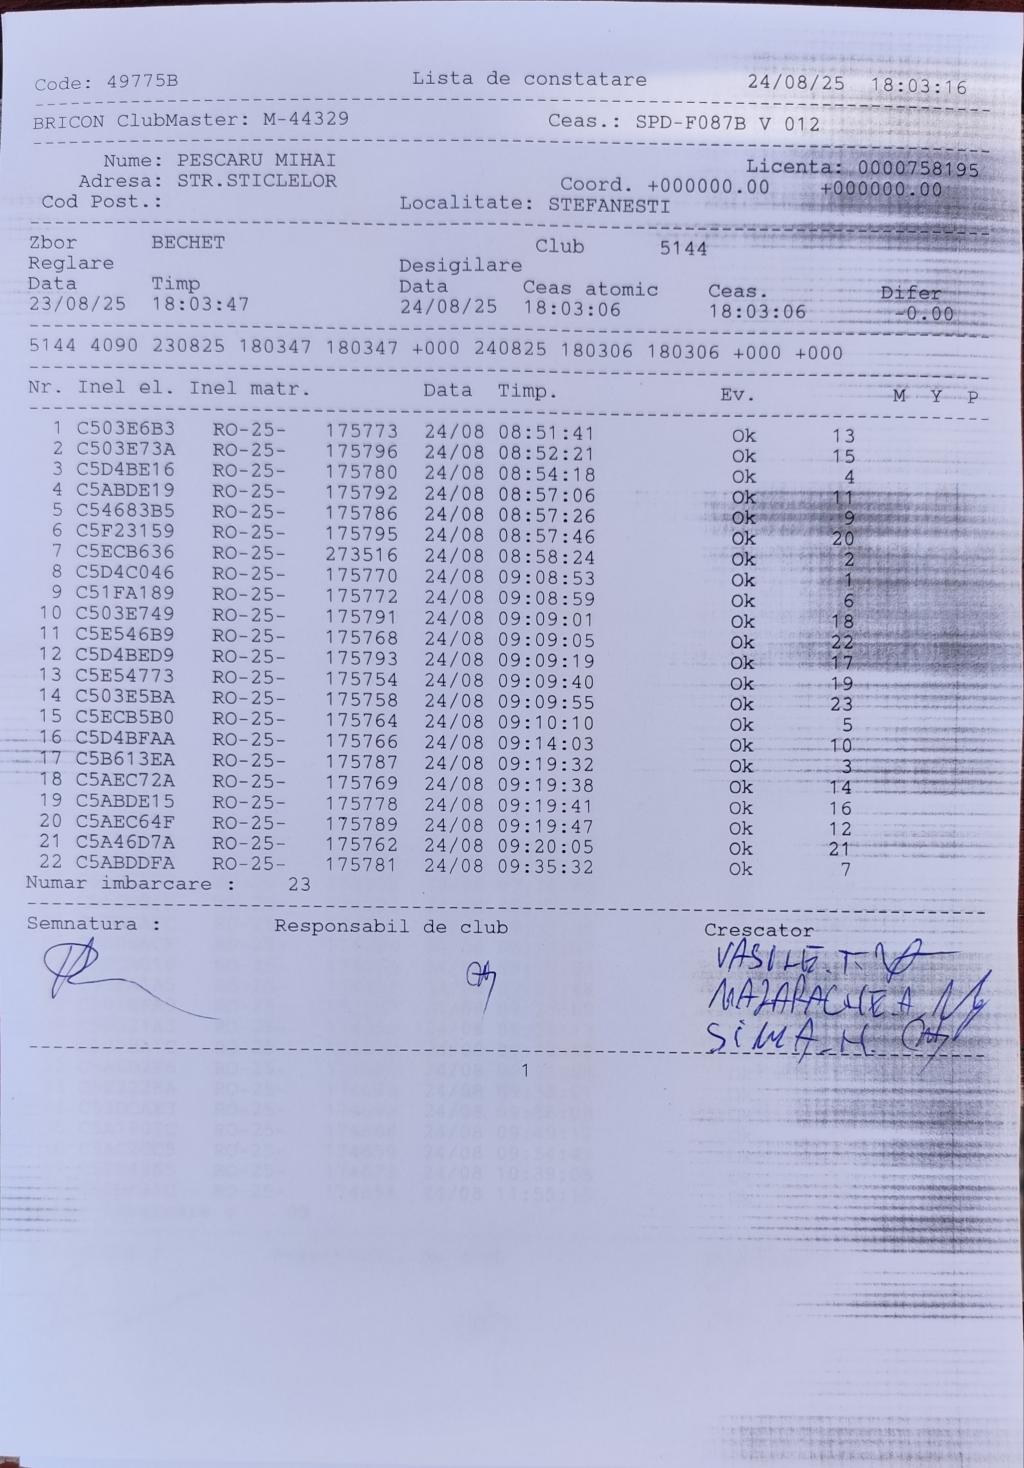 Code: 49775B Lista de constatare 24/08/25 18:03:16
BRICON ClubMaster: M-44329 Ceas.: SPD-F087B V 012
Nume: PESCARU MIHAI Licenta: 0000758195
Adresa: STR.STICLELOR Coord. +000000.00 +000000.00
Cod Post.: Localitate: STEFANESTI
Zbor BECHET Club 5144
Reglare Desigilare
Data Timp Data Ceas atomic Ceas. Difer
23/08/25 18:03:47 24/08/25 18:03:06 18:03:06 -0.00
5144 4090 230825 180347 180347 +000 240825 180306 180306 +000 +000
Nr. Inel el. Inel matr. Data Timp. Ev. M Y P
1 C503E6B3 RO-25- 175773 24/08 08:51:41 Ok 13
2 C503E73A RO-25- 175796 24/08 08:52:21 Ok 15
3 C5D4BE16 RO-25- 175780 24/08 08:54:18 Ok 4
4 C5ABDE19 RO-25- 175792 24/08 08:57:06 Ok 11
5 C54683B5 RO-25- 175786 24/08 08:57:26 Ok 9
6 C5F23159 RO-25- 175795 24/08 08:57:46 Ok 20
7 C5ECB636 RO-25- 273516 24/08 08:58:24 Ok 2
8 C5D4C046 RO-25- 175770 24/08 09:08:53 Ok 1
9 C51FA189 RO-25- 175772 24/08 09:08:59 Ok 6
10 C503E749 RO-25- 175791 24/08 09:09:01 Ok 18
11 C5E546B9 RO-25- 175768 24/08 09:09:05 Ok 22
12 C5D4BED9 RO-25- 175793 24/08 09:09:19 Ok 17
13 C5E54773 RO-25- 175754 24/08 09:09:40 Ok 19
14 C503E5BA RO-25- 175758 24/08 09:09:55 Ok 23
15 C5ECB5B0 RO-25- 175764 24/08 09:10:10 Ok 5
16 C5D4BFAA RO-25- 175766 24/08 09:14:03 Ok 10
17 C5B613EA RO-25- 175787 24/08 09:19:32 Ok 3
18 C5AEC72A RO-25- 175769 24/08 09:19:38 Ok 14
19 C5ABDE15 RO-25- 175778 24/08 09:19:41 Ok 16
20 C5AEC64F RO-25- 175789 24/08 09:19:47 Ok 12
21 C5A46D7A RO-25- 175762 24/08 09:20:05 Ok 21
22 C5ABDDFA RO-25- 175781 24/08 09:35:32 Ok 7
Numar imbarcare : 23
Semnatura : Responsabil de club Crescator
VASILE.T.
MAZARACHE A.
SIMA.H.
1